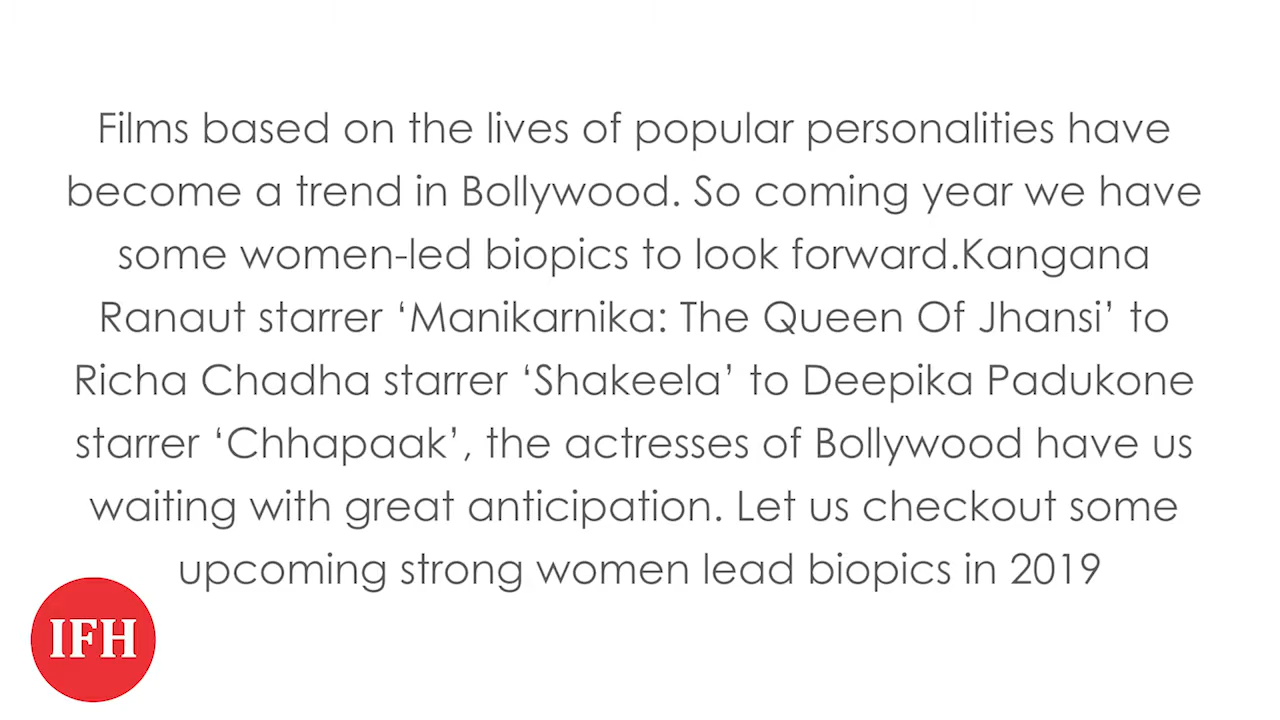 Films based on the lives of popular personalities have
become a trend in Bollywood. So coming year we have
some women-led biopics to look forward.Kangana
Ranaut starrer ‘Manikarnika: The Queen Of Jhansi’ to
Richa Chadha starrer ‘Shakeela’ to Deepika Padukone
starrer ‘Chhapaak’, the actresses of Bollywood have us
waiting with great anticipation. Let us checkout some
upcoming strong women lead biopics in 2019
IFH